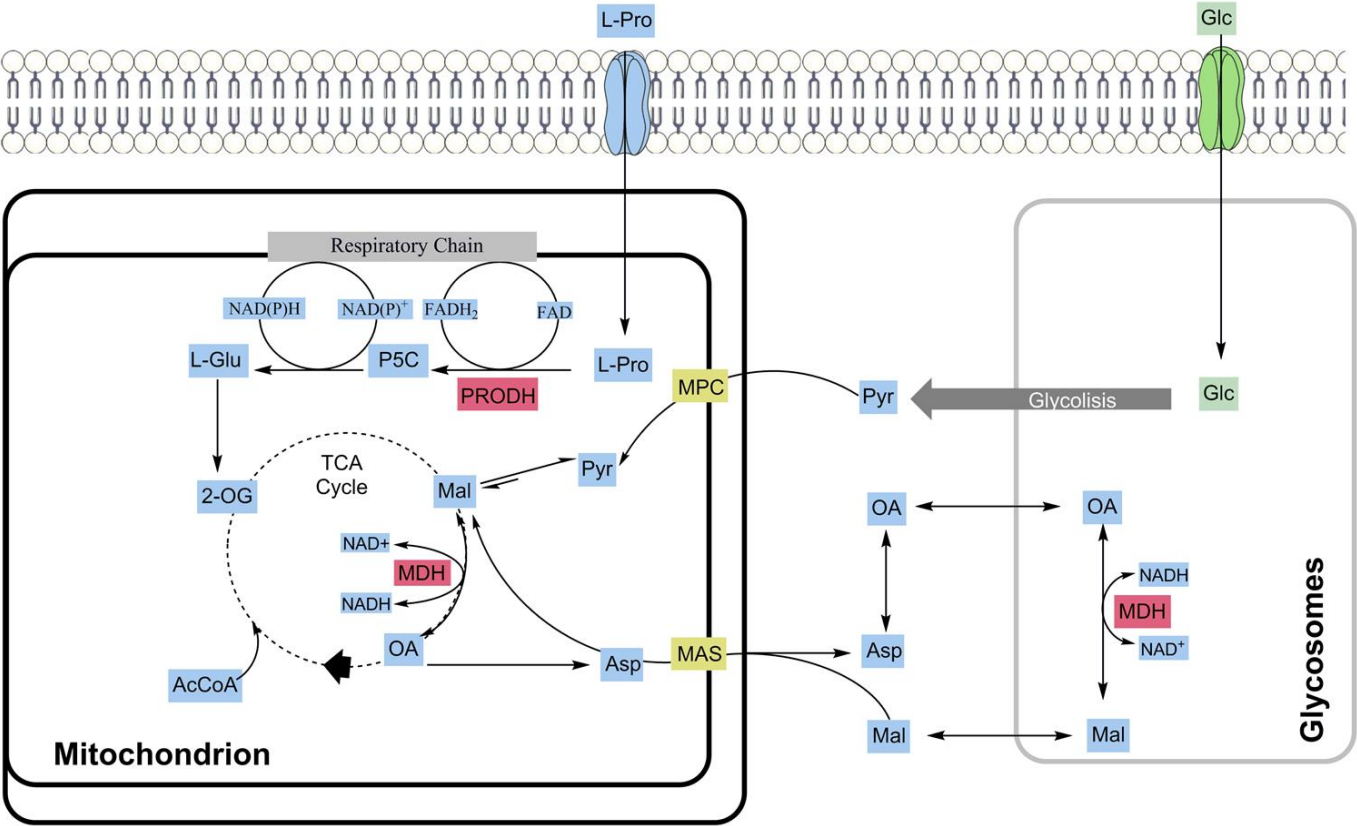 L-Pro
Glc
Respiratory Chain
NAD(P)H
NAD(P)⁺
FADH₂
FAD
L-Glu
P5C
L-Pro
PRODH
MPC
Pyr
Glycolisis
Glc
TCA
Cycle
2-OG
Mal
Pyr
OA
OA
NAD+
MDH
NADH
NADH
MDH
NAD⁺
OA
Asp
MAS
Asp
AcCoA
Mal
Mal
Mitochondrion
Glycosomes